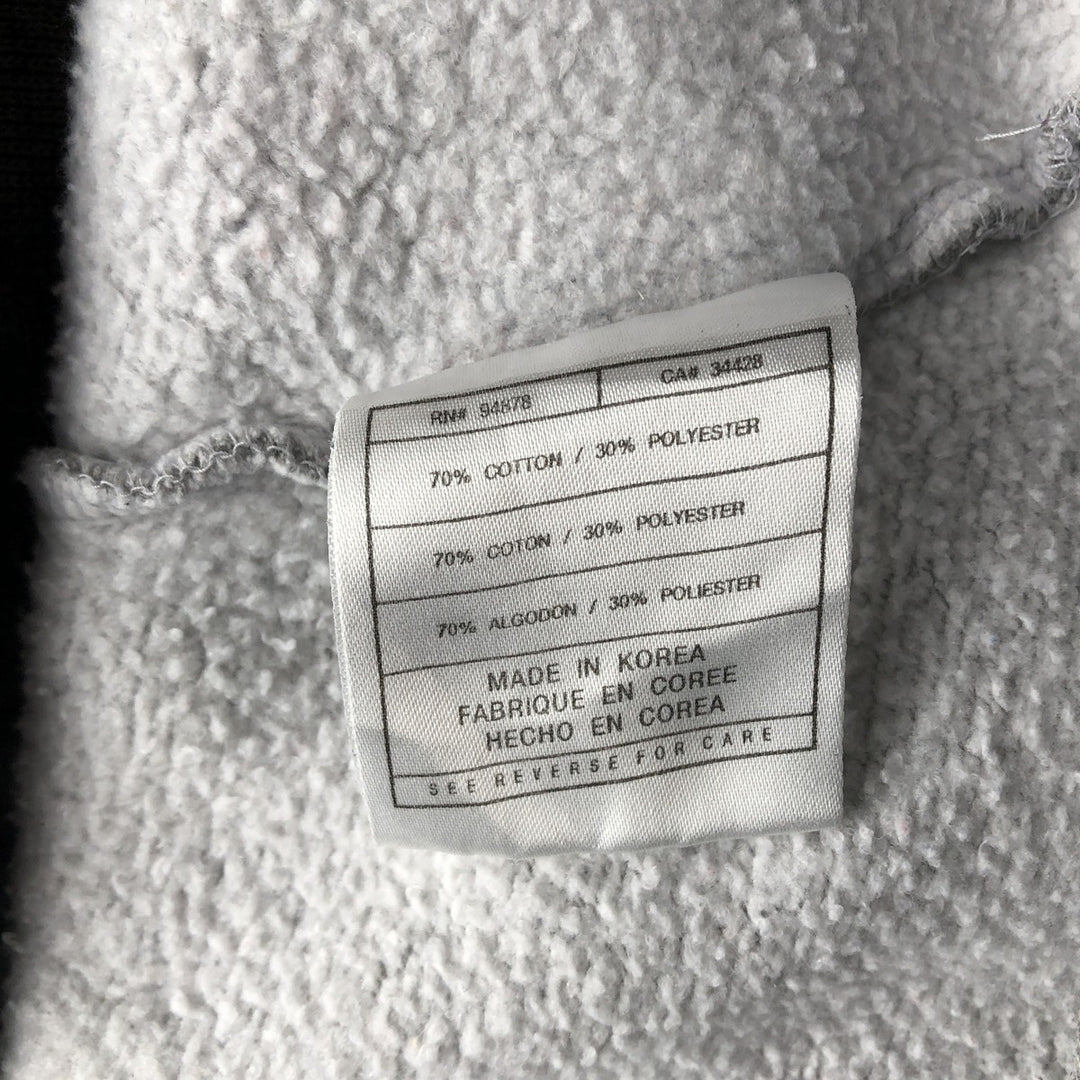 RN# 94878 CA# 34428
70% COTTON / 30% POLYESTER
70% COTON / 30% POLYESTER
70% ALGODON / 30% POLIESTER
MADE IN KOREA
FABRIQUE EN COREE
HECHO EN COREA
SEE REVERSE FOR CARE